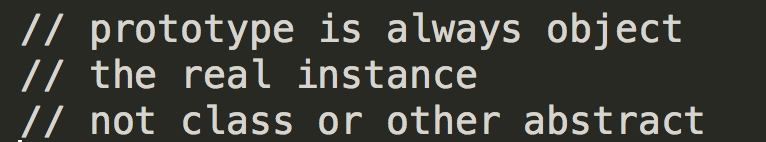 // prototype is always object
// the real instance
// not class or other abstract